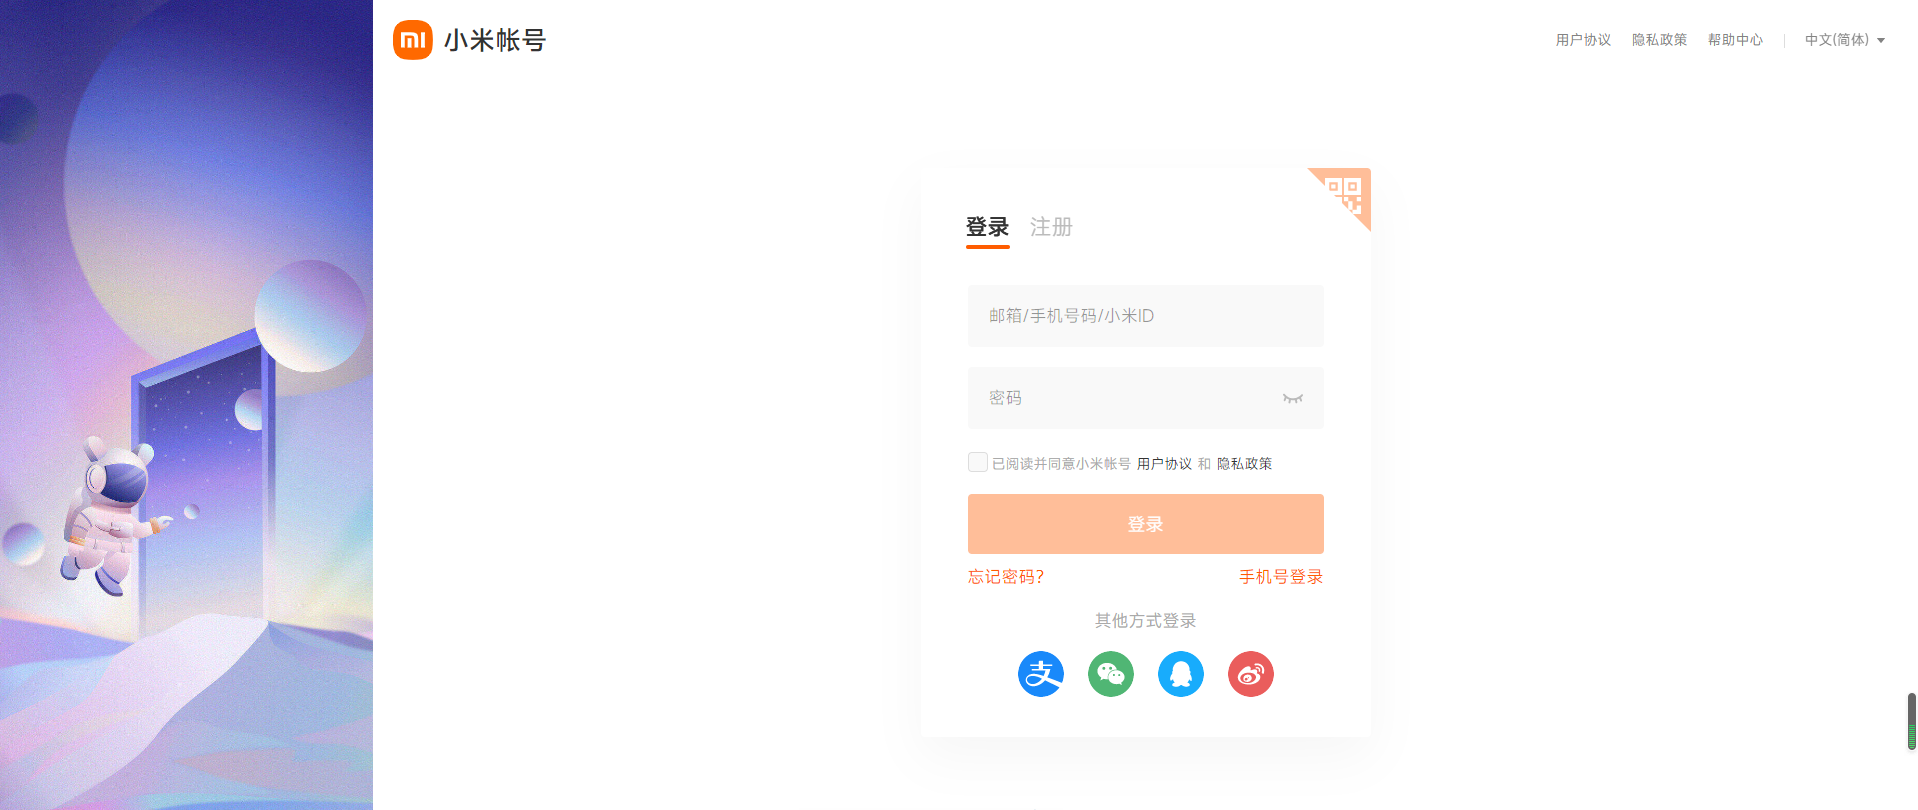 小米帐号
用户协议 隐私政策 帮助中心 | 中文(简体)
登录 注册
邮箱/手机号码/小米ID
密码
已阅读并同意小米帐号 用户协议 和 隐私政策
登录
忘记密码? 手机号登录
其他方式登录
支